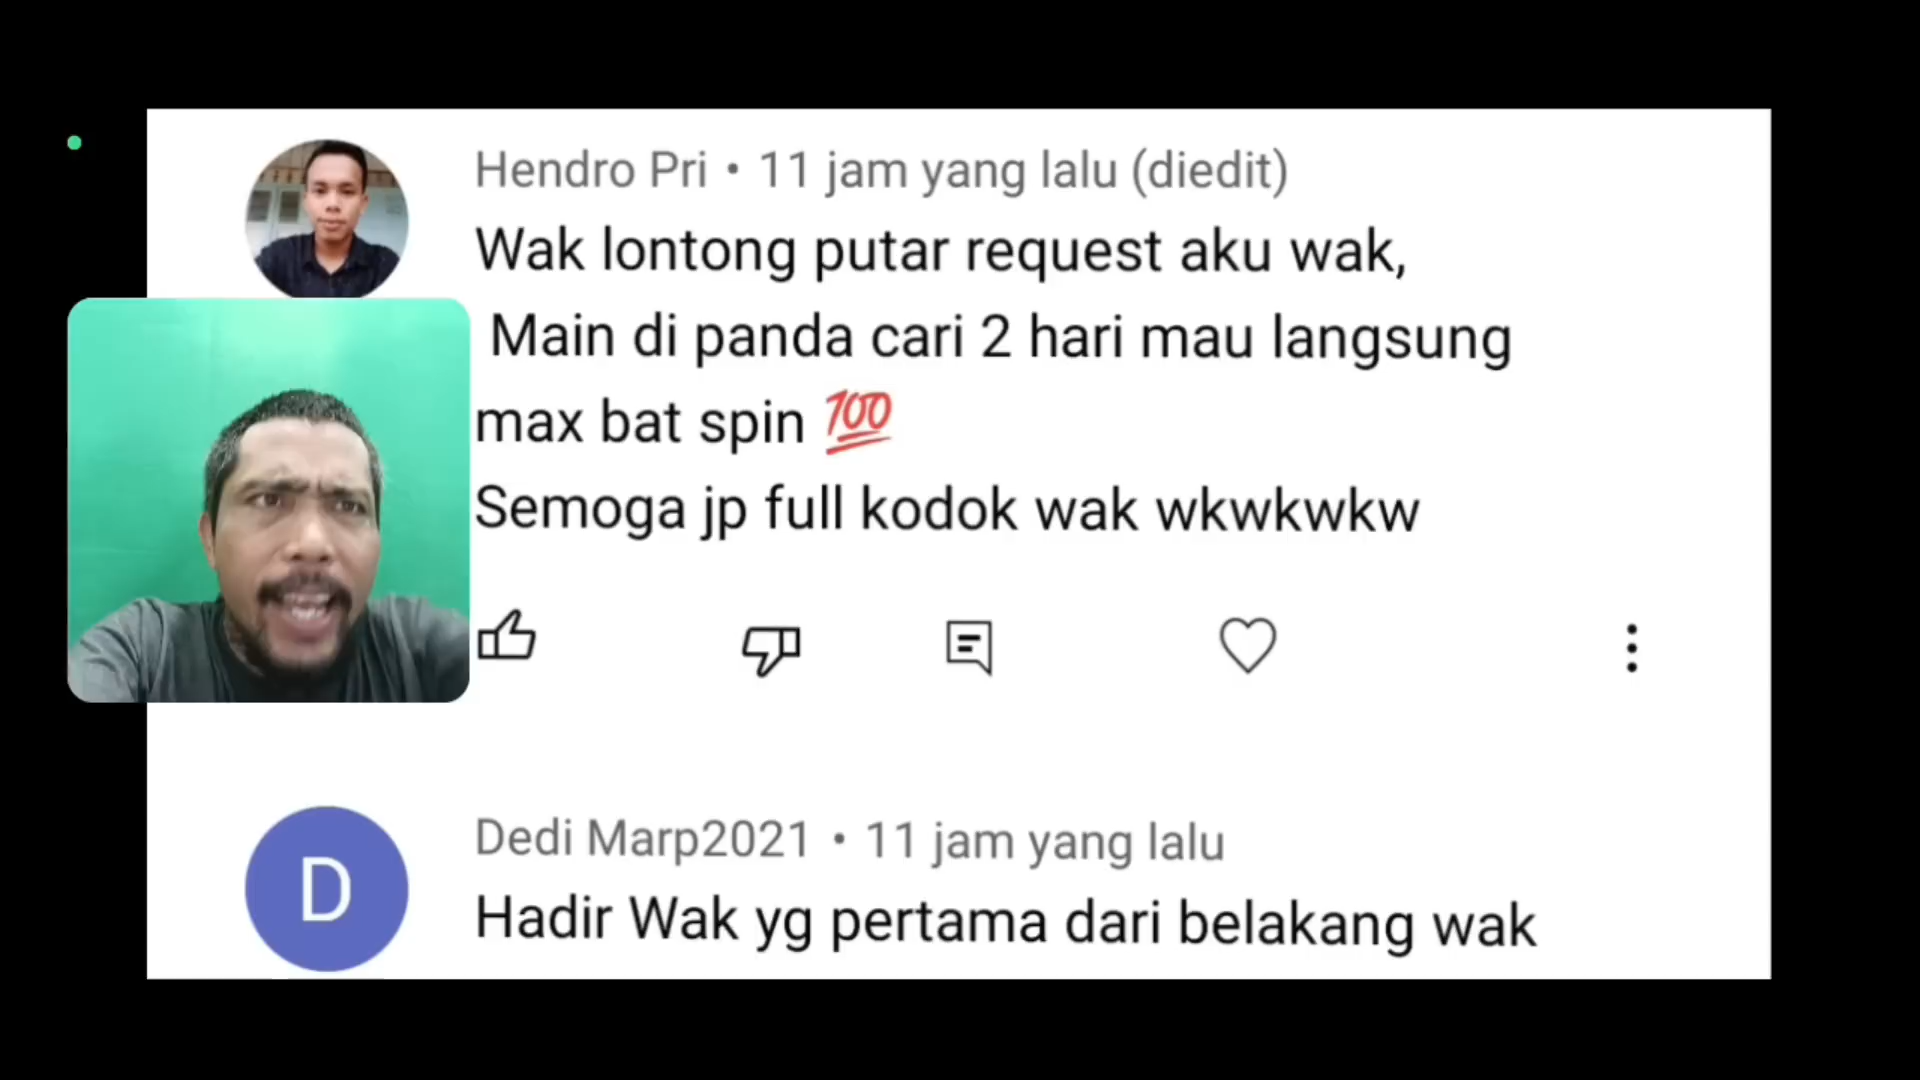 Hendro Pri • 11 jam yang lalu (diedit)
Wak lontong putar request aku wak,
Main di panda cari 2 hari mau langsung
max bat spin 💯
Semoga jp full kodok wak wkwkwkw
D
Dedi Marp2021 • 11 jam yang lalu
Hadir Wak yg pertama dari belakang wak